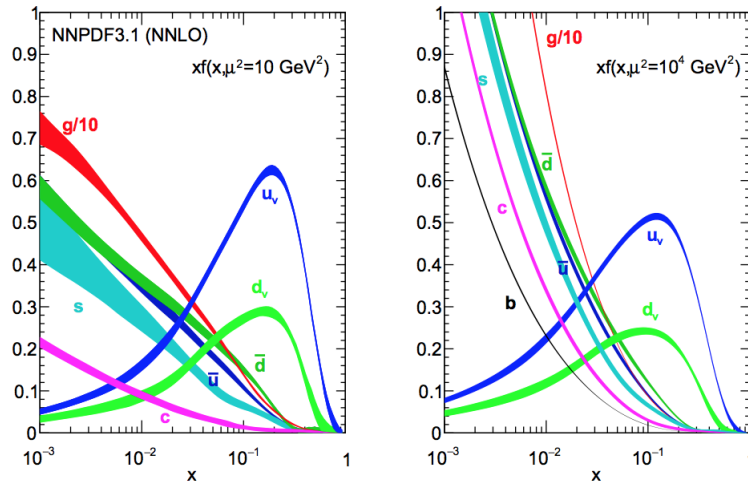 NNPDF3.1 (NNLO)
xf(x,μ²=10 GeV²)
g/10
u_v
d_v
s
d̄
ū
c
1
0.9
0.8
0.7
0.6
0.5
0.4
0.3
0.2
0.1
0
10⁻³
10⁻²
10⁻¹
1
x
g/10
xf(x,μ²=10⁴ GeV²)
s
d̄
c
u_v
ū
b
d_v
1
0.9
0.8
0.7
0.6
0.5
0.4
0.3
0.2
0.1
0
10⁻³
10⁻²
10⁻¹
1
x